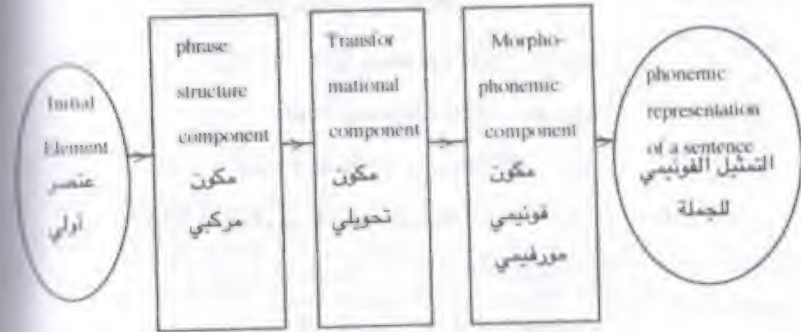 Initial
Element
عنصر
أولي
phrase
structure
component
مكون
مركبي
Transfor
mational
component
مكون
تحويلي
Morpho-
phonemic
component
مكون
فونيمي
مورفيمي
phonemic
representation
of a sentence
التمثيل الفونيمي
للجملة